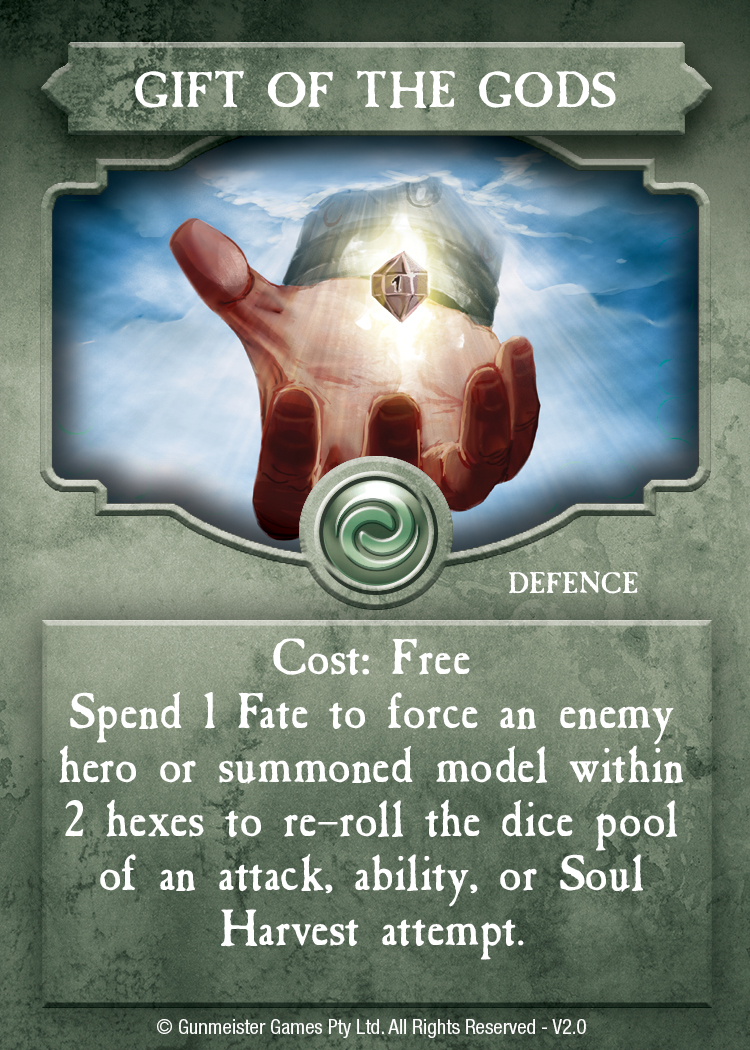 GIFT OF THE GODS
1
DEFENCE
Cost: Free
Spend 1 Fate to force an enemy
hero or summoned model within
2 hexes to re-roll the dice pool
of an attack, ability, or Soul
Harvest attempt.
© Gunmeister Games Pty Ltd. All Rights Reserved - V2.0